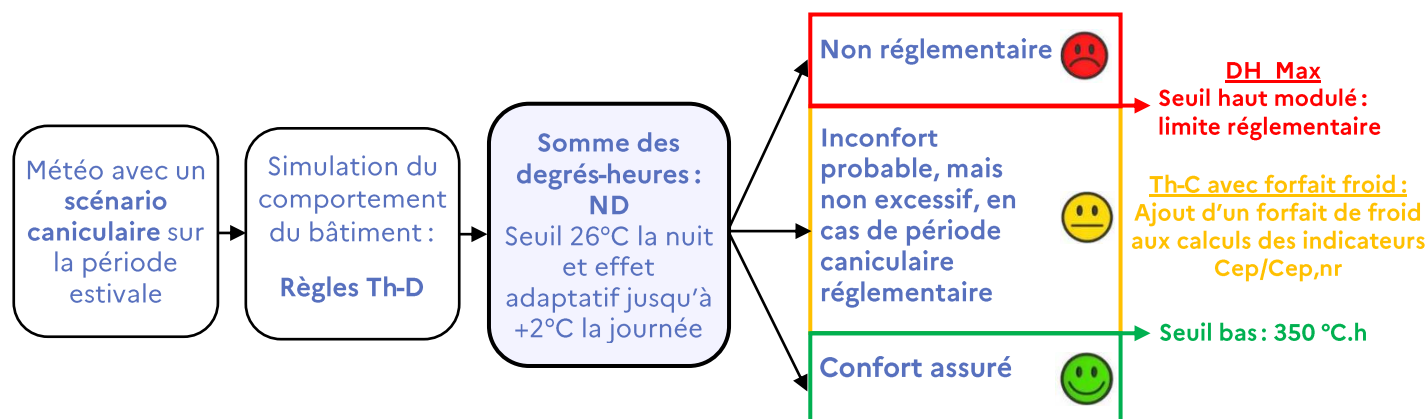 Météo avec un
scénario
caniculaire sur
la période
estivale
Simulation du
comportement
du bâtiment :
Règles Th-D
Somme des
degrés-heures :
ND
Seuil 26°C la nuit
et effet
adaptatif jusqu'à
+2°C la journée
Non réglementaire
Inconfort
probable, mais
non excessif, en
cas de période
caniculaire
réglementaire
Confort assuré
DH_Max
Seuil haut modulé :
limite réglementaire
Th-C avec forfait froid :
Ajout d'un forfait de froid
aux calculs des indicateurs
Cep/Cep,nr
Seuil bas : 350 °C.h